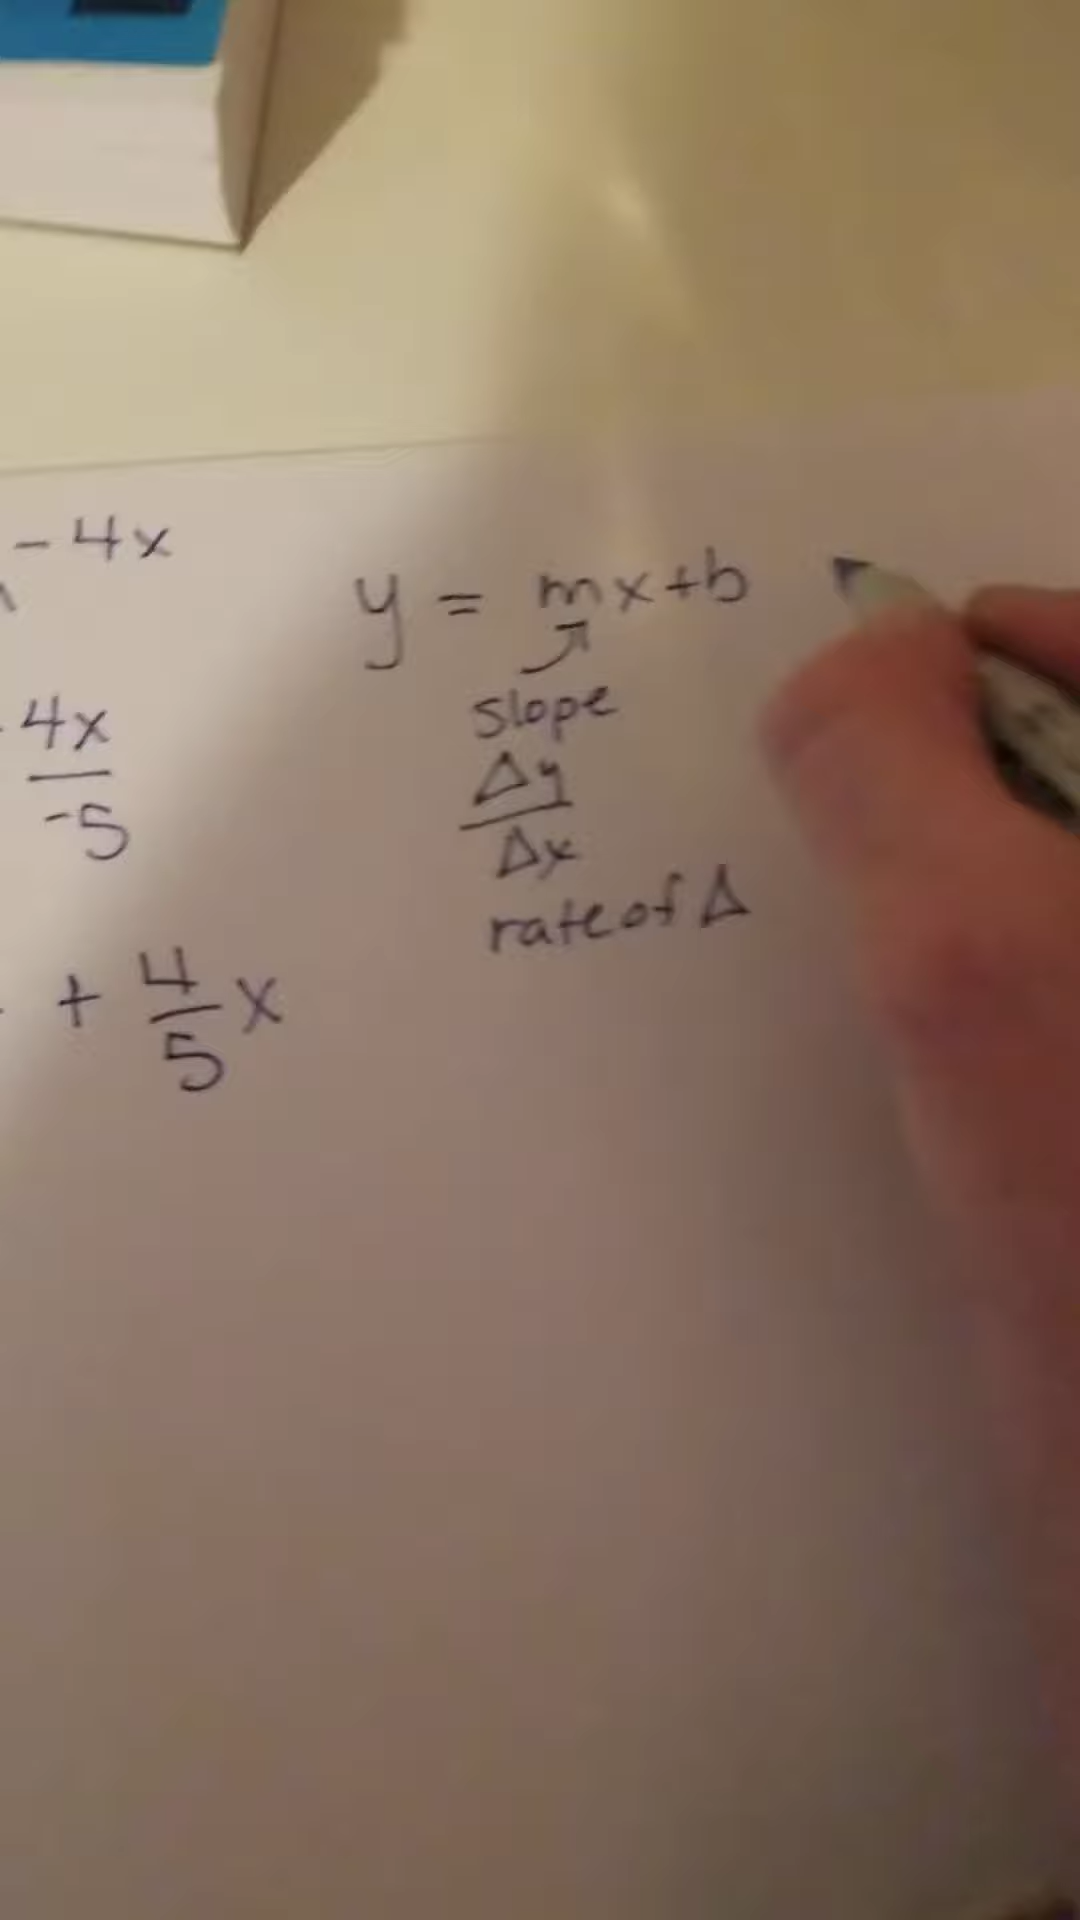 - 4x
y = mx+b
slope
4x
-5
Δy
Δx
rate of Δ
+ 4/5 x